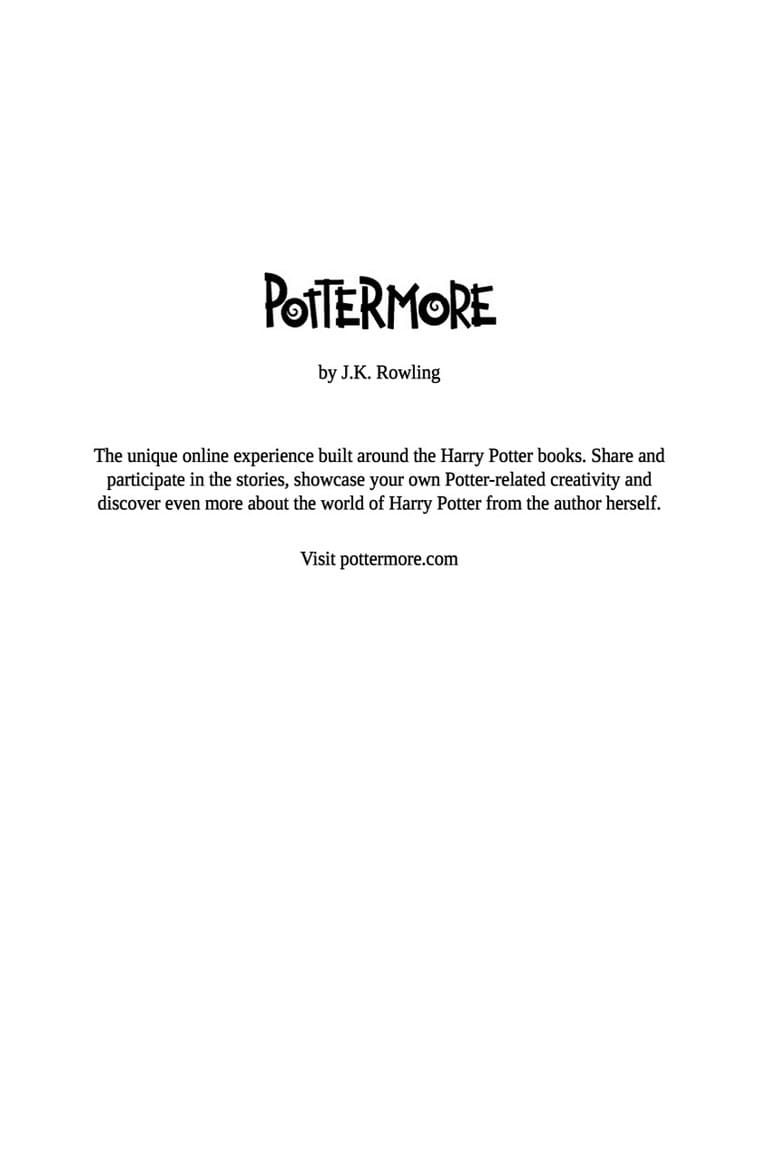 POTTERMORE
by J.K. Rowling
The unique online experience built around the Harry Potter books. Share and
participate in the stories, showcase your own Potter-related creativity and
discover even more about the world of Harry Potter from the author herself.
Visit pottermore.com